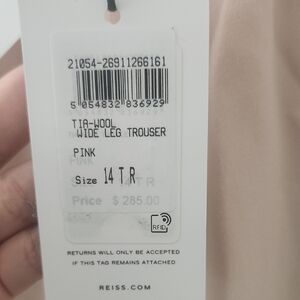 21054-26911266161
5 054832 836929
TIA-WOOL
WIDE LEG TROUSER
PINK
Size 14 T R
14 T R
Price $ 285.00
RFID
RETURNS WILL ONLY BE ACCEPTED
IF THIS TAG REMAINS ATTACHED
REISS.COM